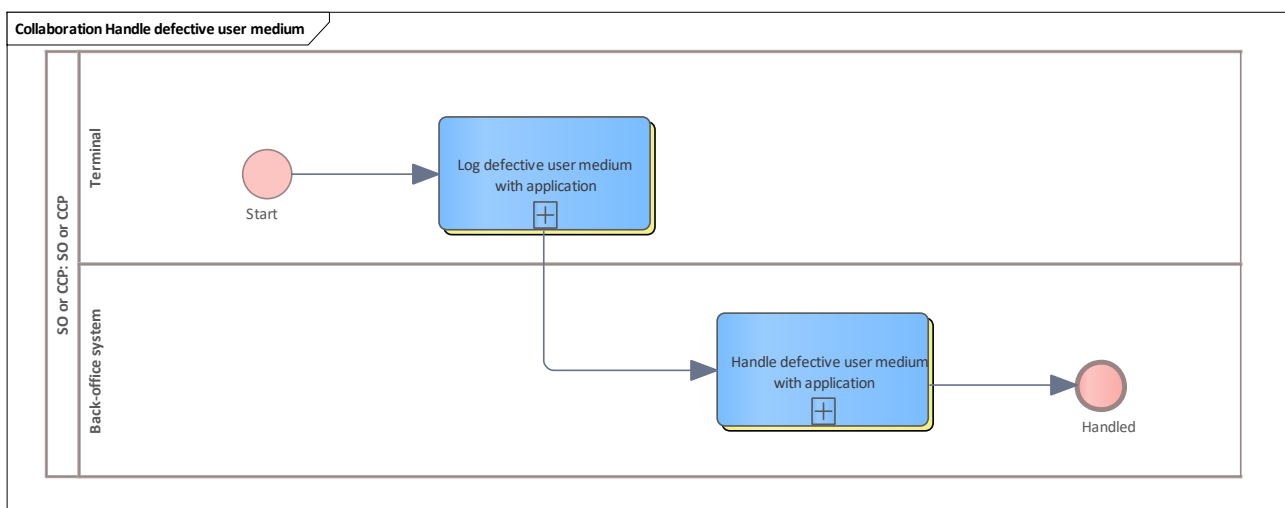 Collaboration Handle defective user medium
SO or CCP: SO or CCP
Terminal
Start
Log defective user medium
with application
Back-office system
Handle defective user medium
with application
Handled